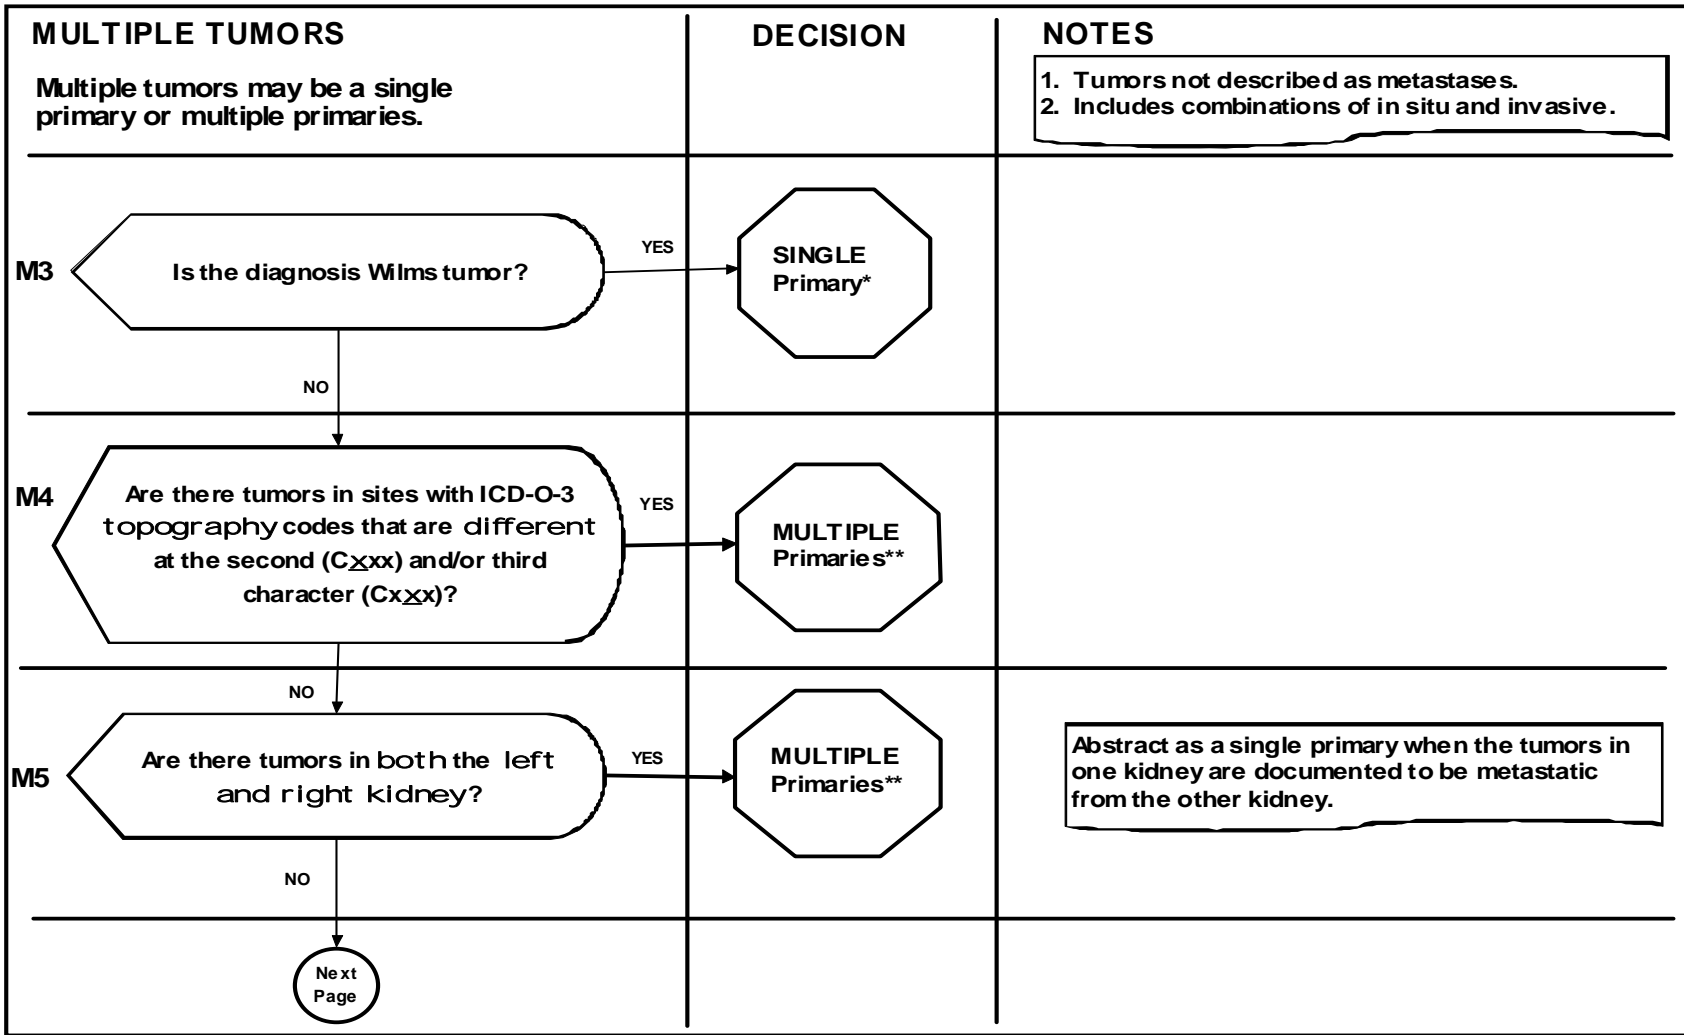 MULTIPLE TUMORS
DECISION
NOTES
Multiple tumors may be a single
primary or multiple primaries.
1. Tumors not described as metastases.
2. Includes combinations of in situ and invasive.
M3
Is the diagnosis Wilms tumor?
YES
SINGLE
Primary*
NO
M4
Are there tumors in sites with ICD-O-3
topography codes that are different
at the second (Cxxx) and/or third
character (Cxxx)?
YES
MULTIPLE
Primaries**
NO
M5
Are there tumors in both the left
and right kidney?
YES
MULTIPLE
Primaries**
Abstract as a single primary when the tumors in
one kidney are documented to be metastatic
from the other kidney.
NO
Next
Page